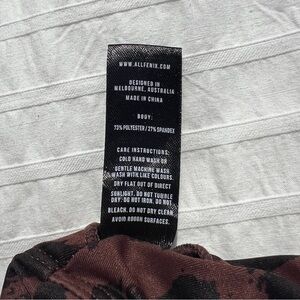 WWW.ALLFENIX.COM
DESIGNED IN
MELBOURNE, AUSTRALIA
MADE IN CHINA
BODY:
73% POLYESTER/ 27% SPANDEX
CARE INSTRUCTIONS:
COLD HAND WASH OR
GENTLE MACHINE WASH
WASH WITH LIKE COLOURS.
DRY FLAT OUT OF DIRECT
SUNLIGHT. DO NOT TUMBLE
DRY. DO NOT IRON. DO NOT
BLEACH. DO NOT DRY CLEAN.
AVOID ROUGH SURFACES.